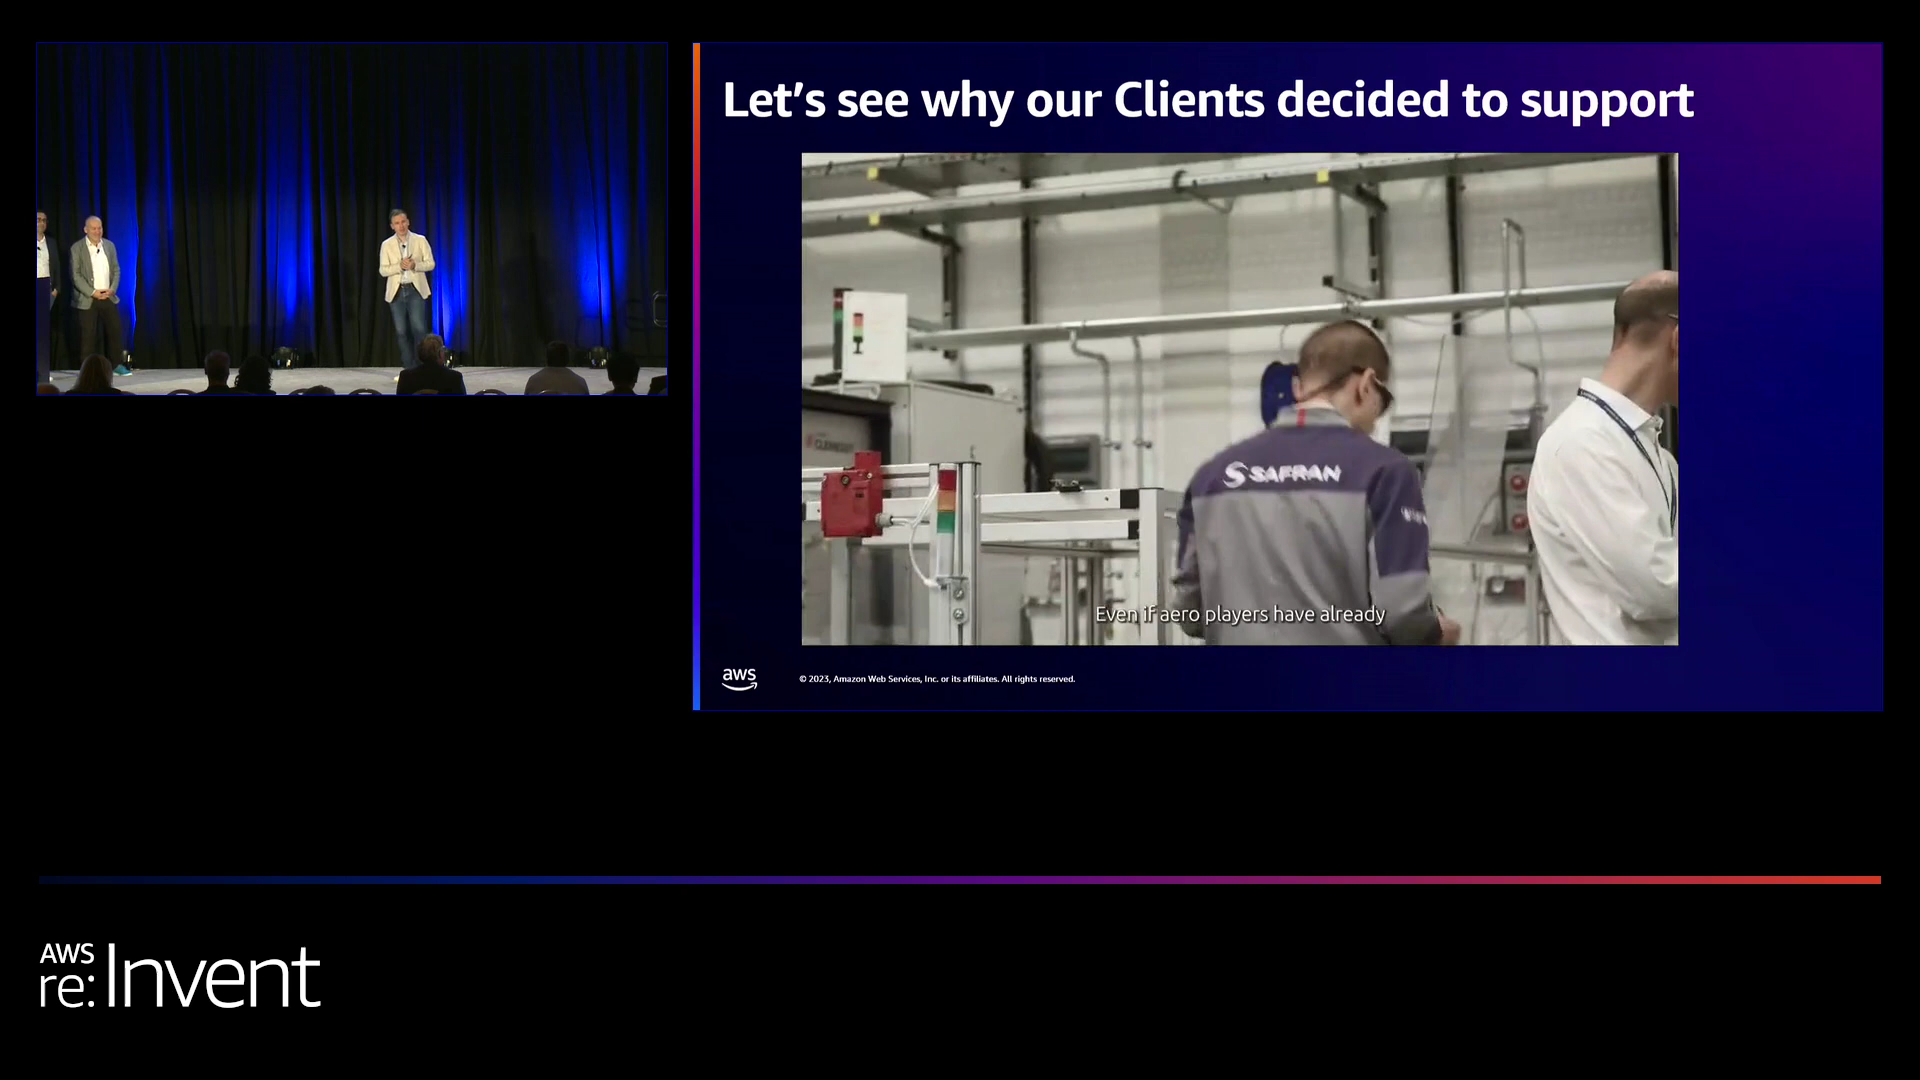 Let's see why our Clients decided to support
SAFRAN
Even if aero players have already
aws
© 2023, Amazon Web Services, Inc. or its affiliates. All rights reserved.
AWS
re:Invent